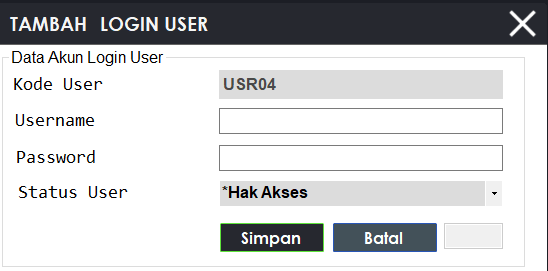 TAMBAH LOGIN USER
Data Akun Login User
Kode User USR04
Username
Password
Status User *Hak Akses
Simpan Batal